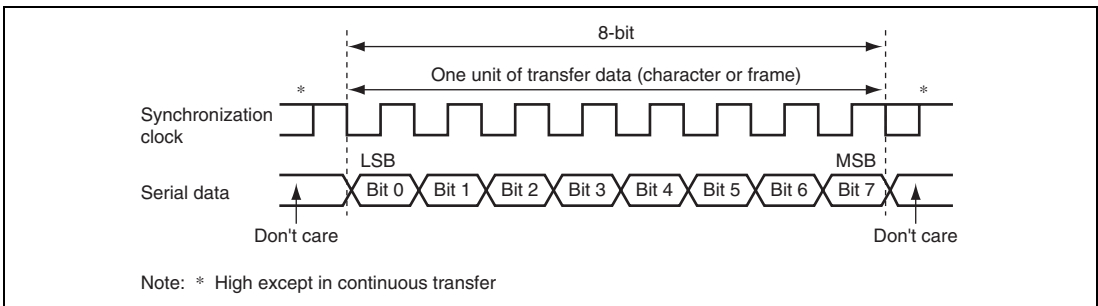 8-bit
One unit of transfer data (character or frame)
*
*
Synchronization
clock
LSB
MSB
Serial data
Bit 0 Bit 1 Bit 2 Bit 3 Bit 4 Bit 5 Bit 6 Bit 7
Don't care
Don't care
Note: * High except in continuous transfer